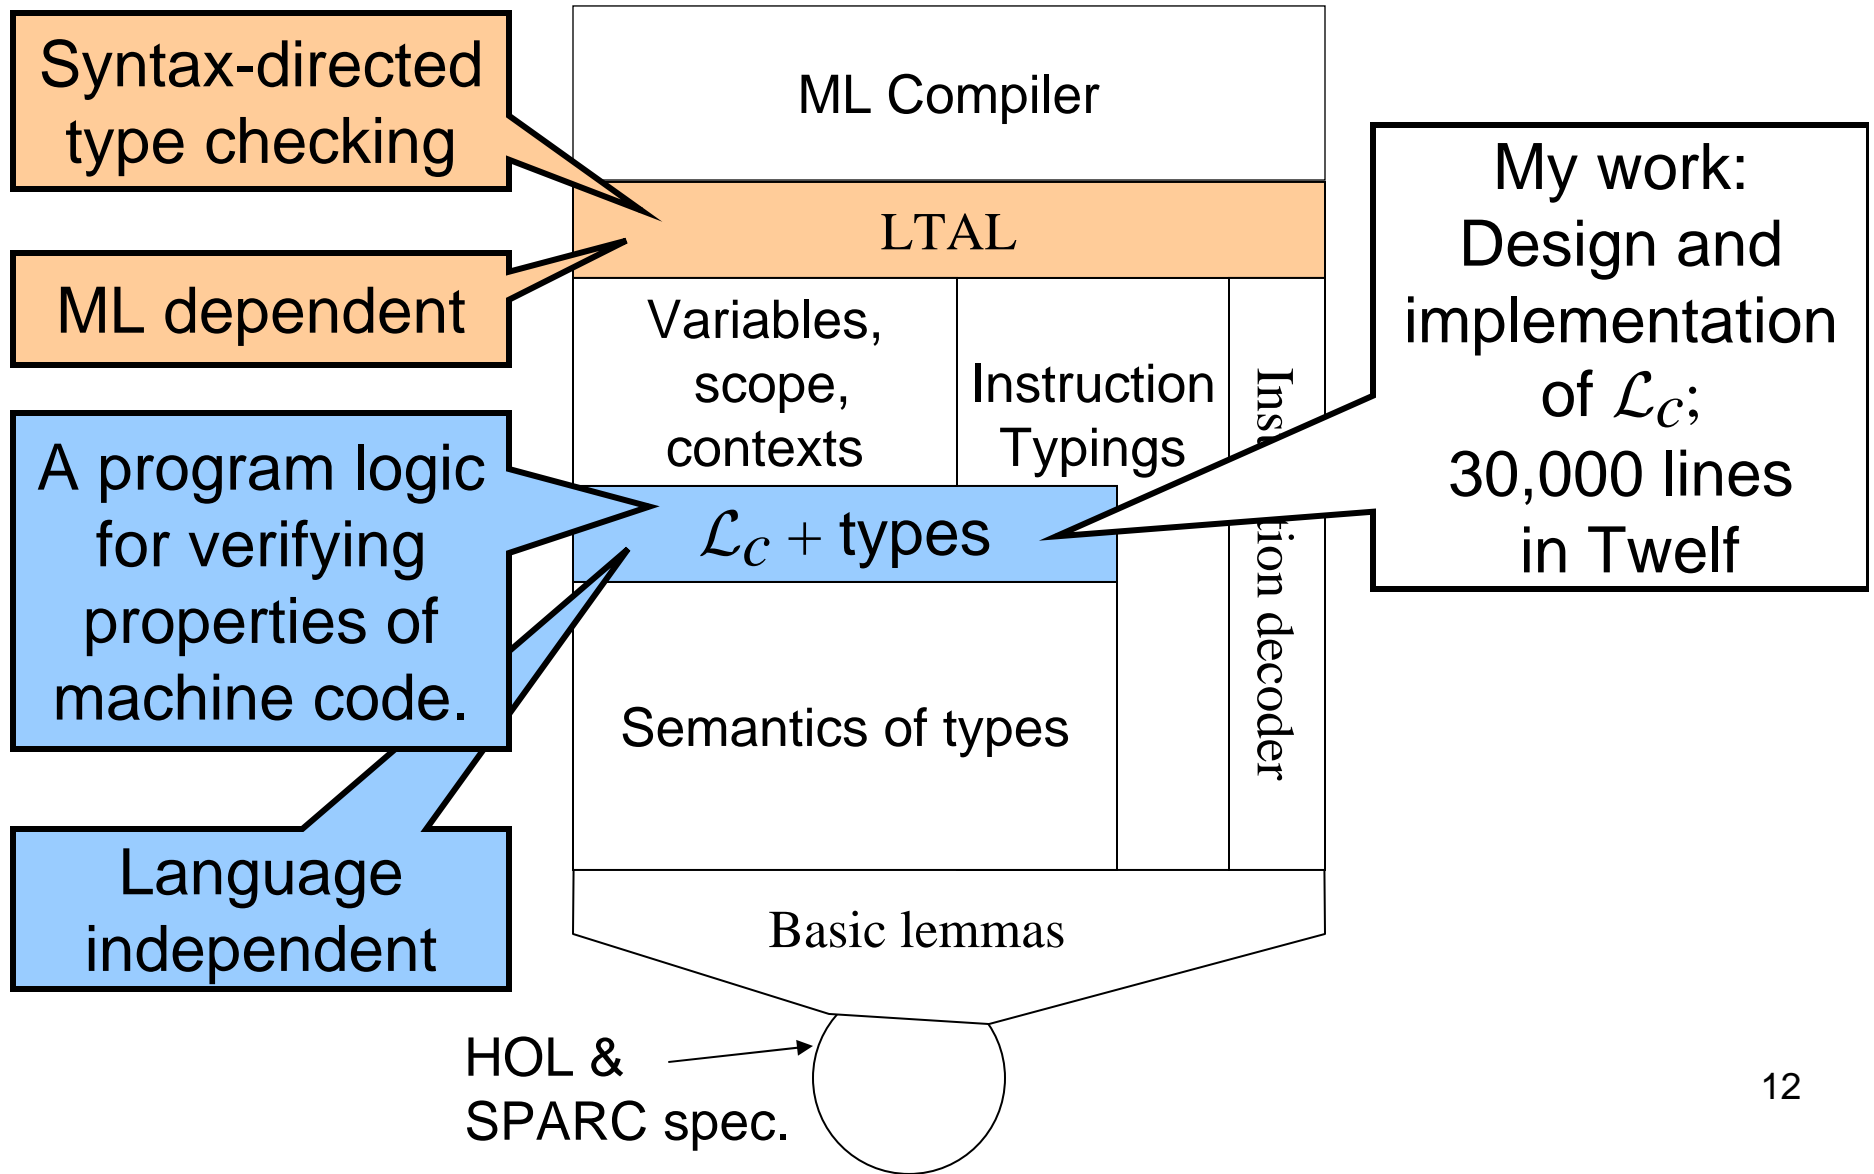 Syntax-directed
type checking
ML dependent
A program logic
for verifying
properties of
machine code.
Language
independent
ML Compiler
LTAL
Variables,
scope,
contexts
Instruction
Typings
Ins tion decoder
ℒ𝒸 + types
Semantics of types
Basic lemmas
HOL &
SPARC spec.
My work:
Design and
implementation
of ℒ𝒸;
30,000 lines
in Twelf
12